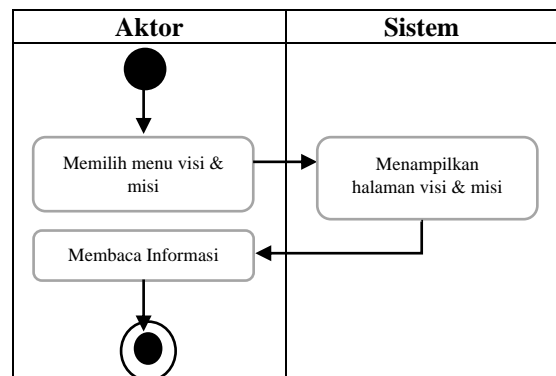 Aktor
Sistem
Memilih menu visi &
misi
Menampilkan
halaman visi & misi
Membaca Informasi